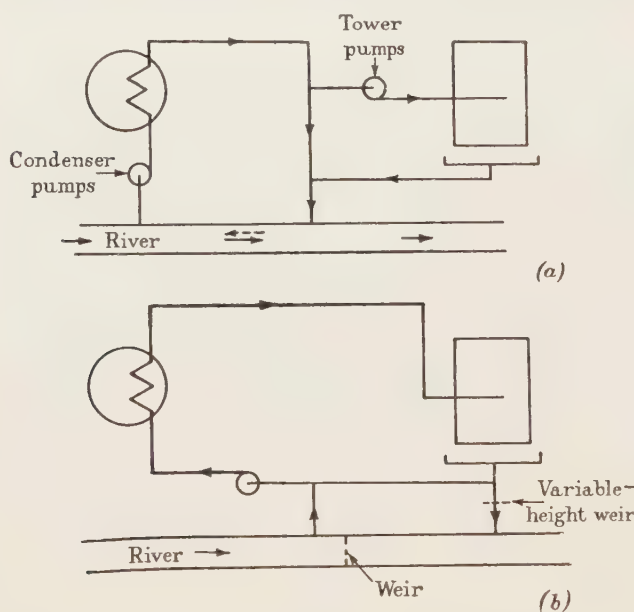 Tower
pumps
Condenser
pumps
River
(a)
Variable-
height weir
River
Weir
(b)